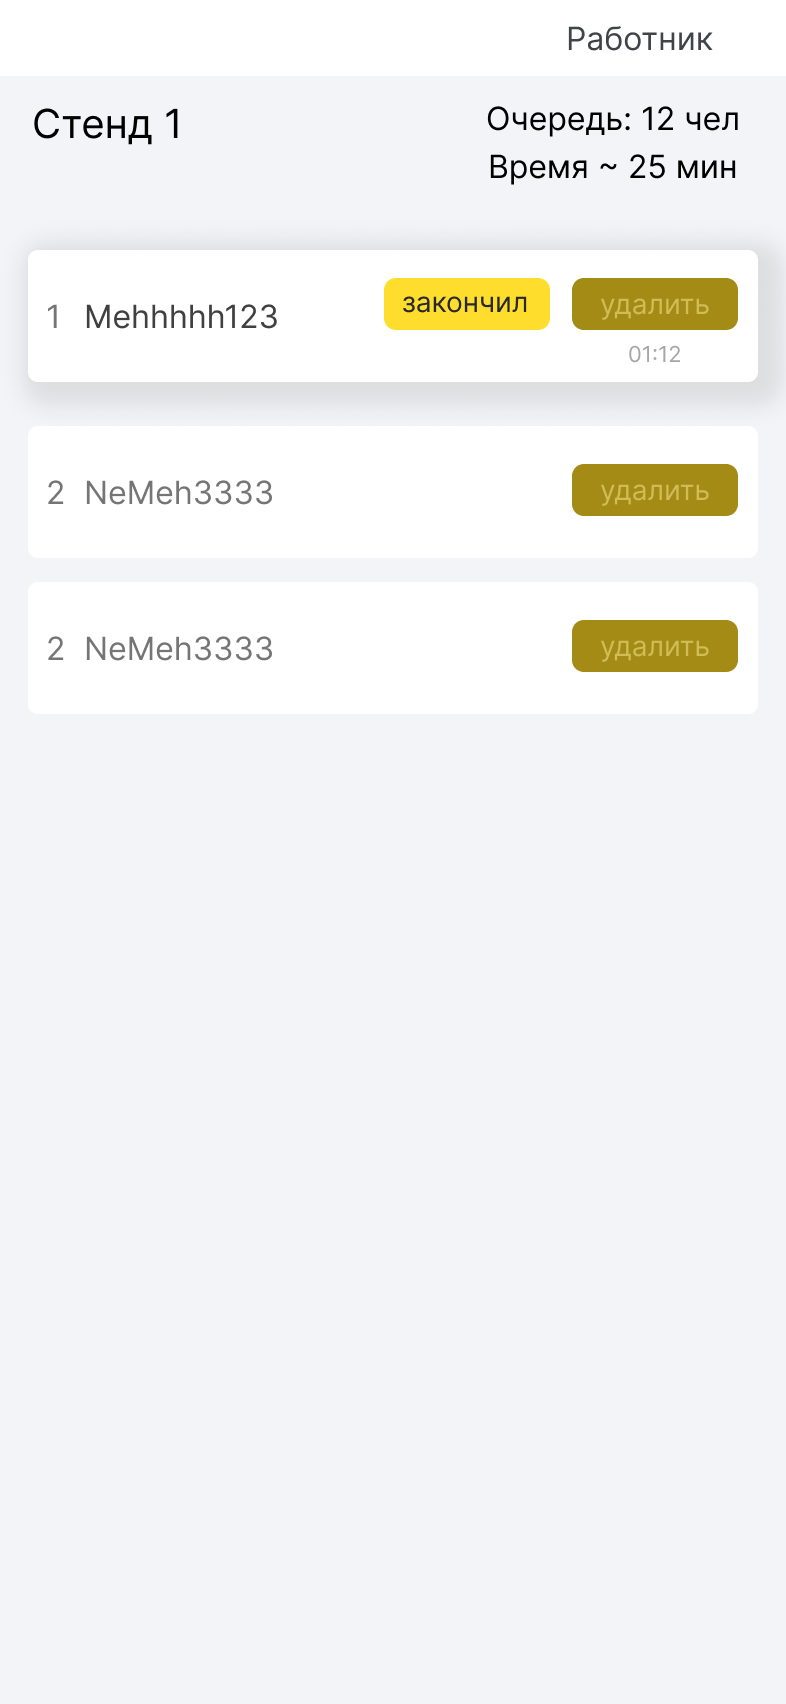 Работник
Стенд 1
Очередь: 12 чел
Время ~ 25 мин
1 Mehhhhh123 закончил удалить
01:12
2 NeMeh3333 удалить
2 NeMeh3333 удалить